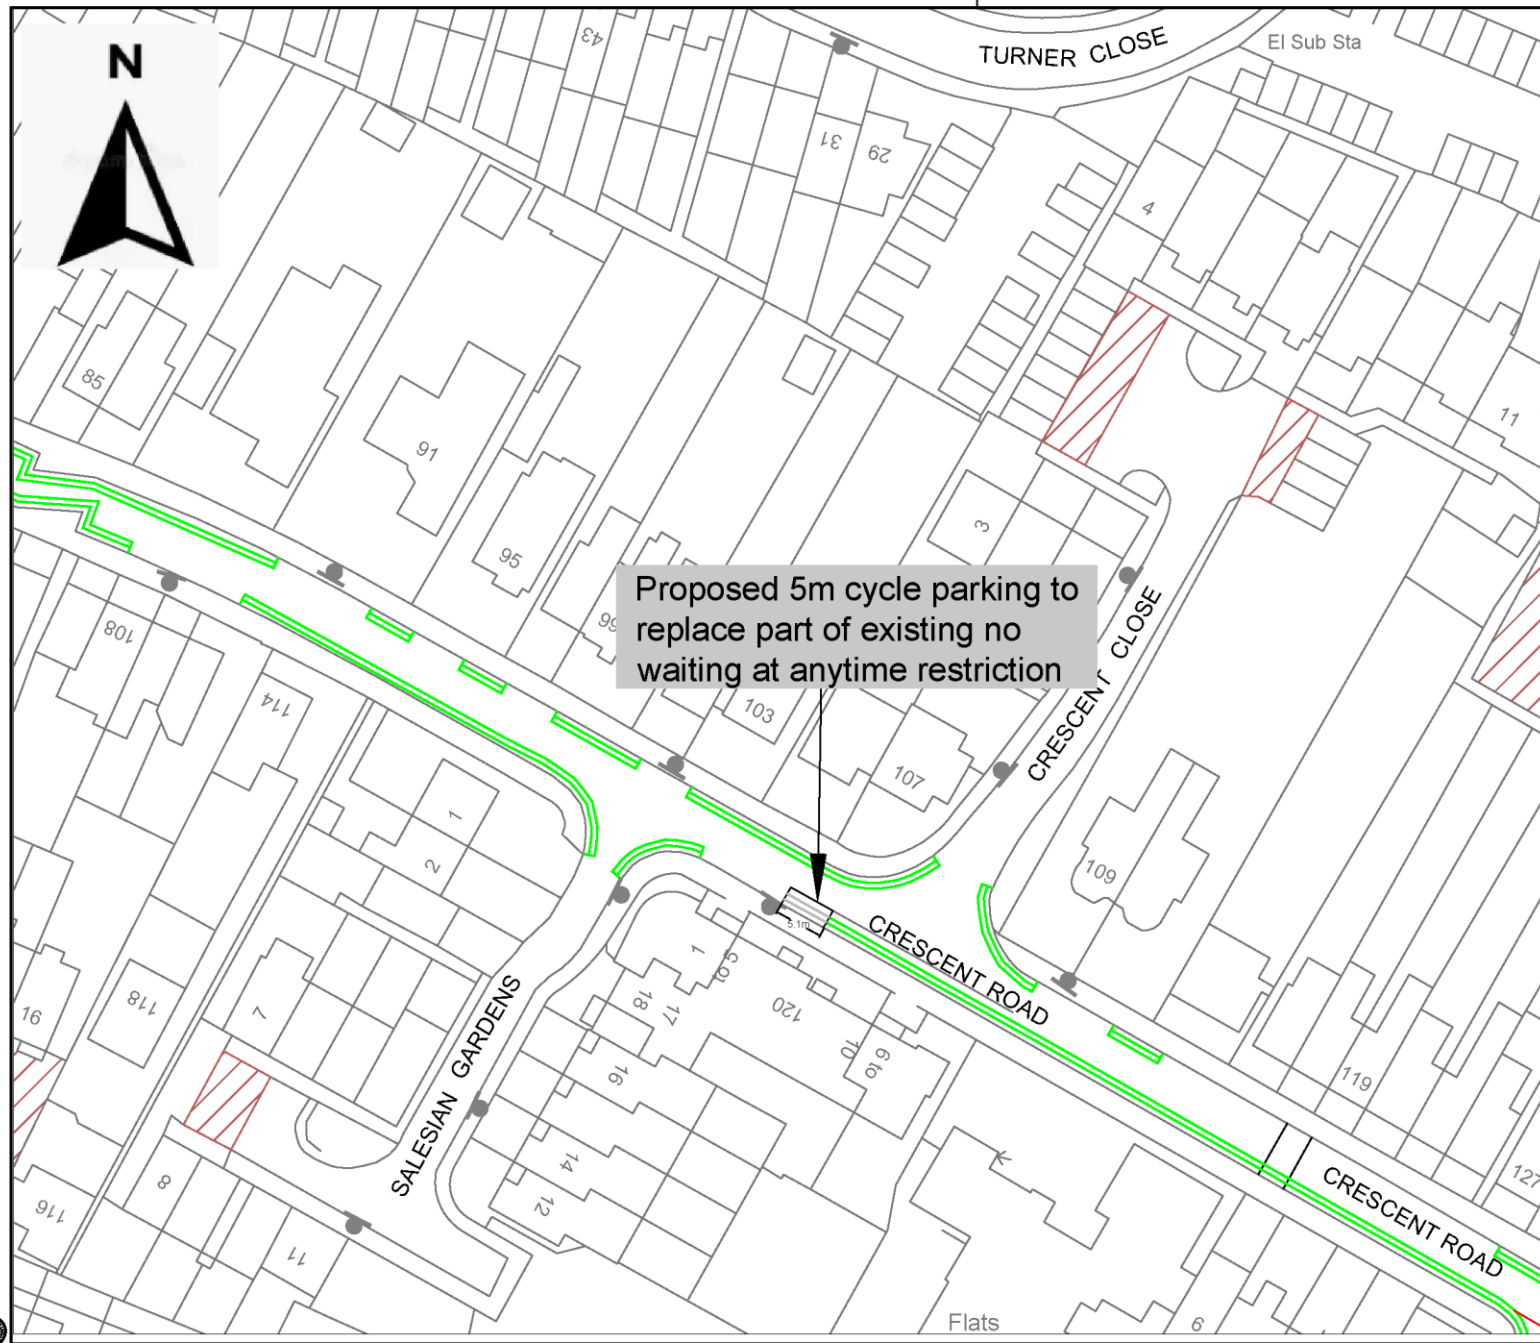 N
43
TURNER CLOSE
El Sub Sta
31
29
4
85
11
91
3
95
99
Proposed 5m cycle parking to
replace part of existing no
waiting at anytime restriction
108
CRESCENT CLOSE
114
103
107
1
2
109
5.1m
CRESCENT ROAD
1
to 5
16
118
7
18
17
120
SALESIAN GARDENS
10
6 to
16
119
14
127
8
12
CRESCENT ROAD
116
11
Flats
6